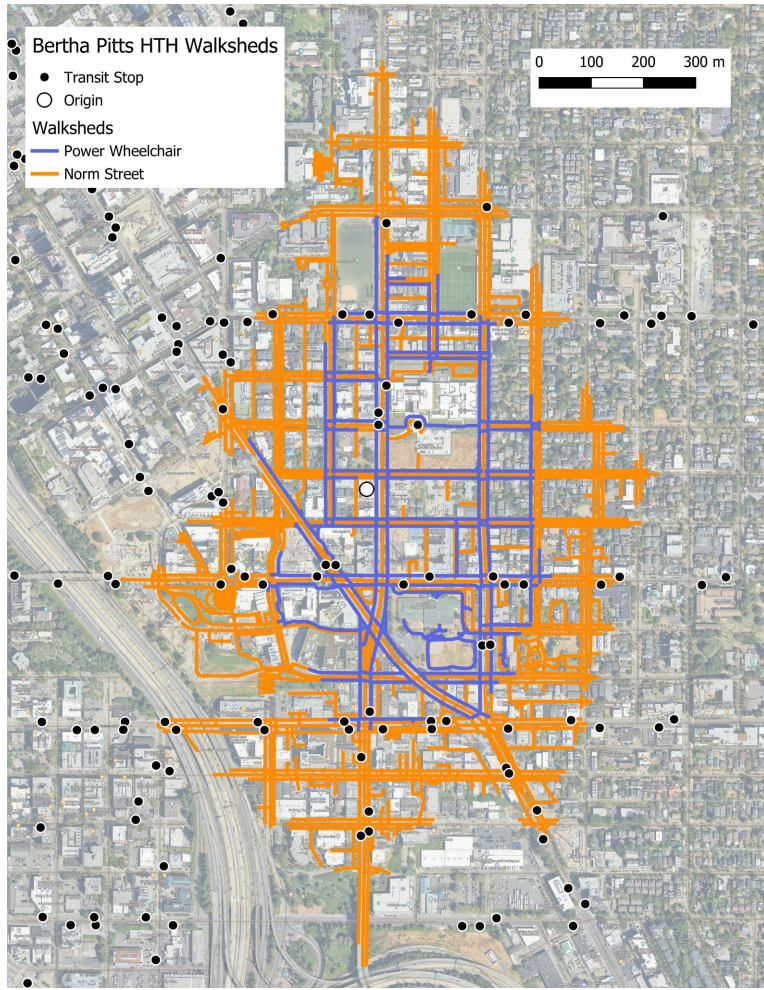 Bertha Pitts HTH Walksheds
Transit Stop
Origin
Walksheds
Power Wheelchair
Norm Street
0 100 200 300 m